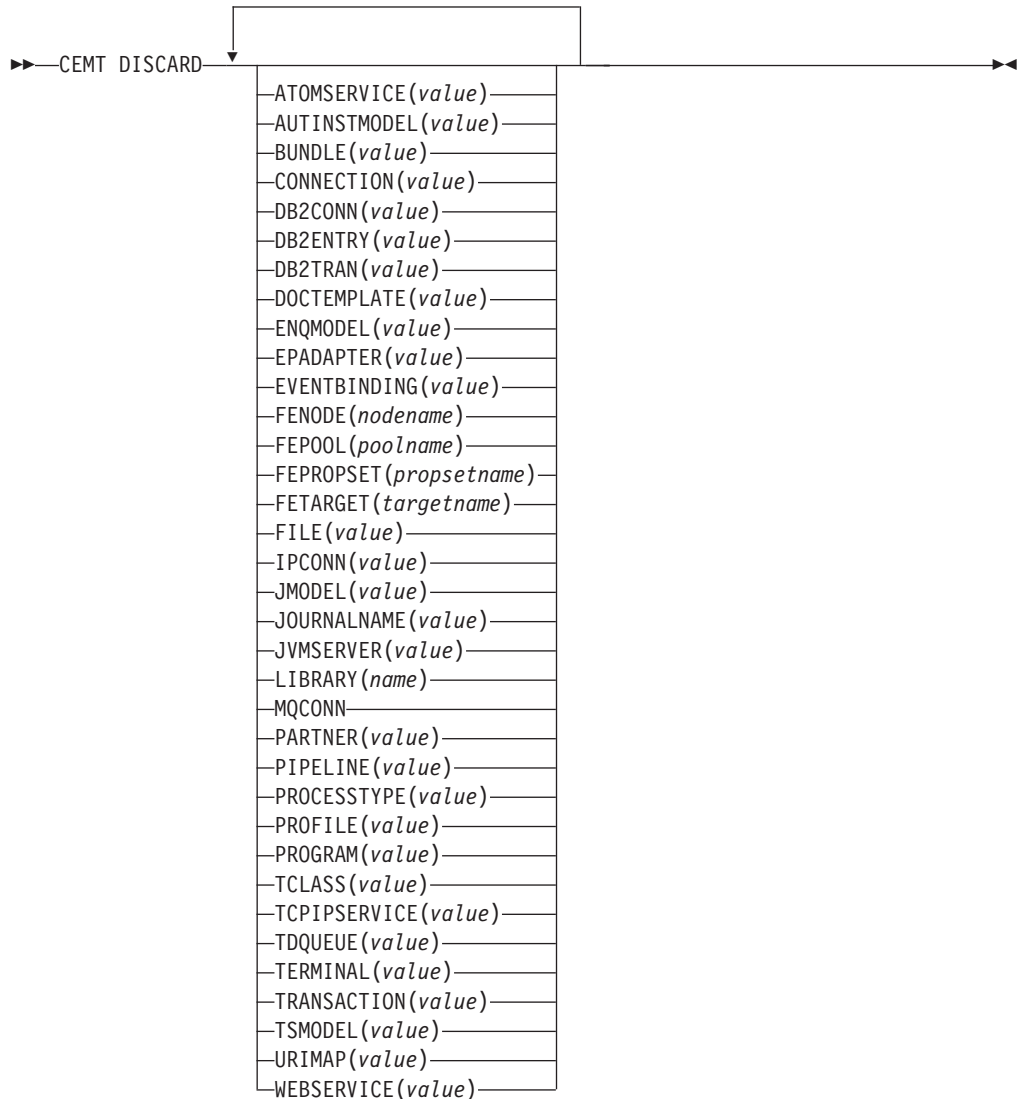 CEMT DISCARD
ATOMSERVICE(value)
AUTINSTMODEL(value)
BUNDLE(value)
CONNECTION(value)
DB2CONN(value)
DB2ENTRY(value)
DB2TRAN(value)
DOCTEMPLATE(value)
ENQMODEL(value)
EPADAPTER(value)
EVENTBINDING(value)
FENODE(nodename)
FEPOOL(poolname)
FEPROPSET(propsetname)
FETARGET(targetname)
FILE(value)
IPCONN(value)
JMODEL(value)
JOURNALNAME(value)
JVMSERVER(value)
LIBRARY(name)
MQCONN
PARTNER(value)
PIPELINE(value)
PROCESSTYPE(value)
PROFILE(value)
PROGRAM(value)
TCLASS(value)
TCPIPSERVICE(value)
TDQUEUE(value)
TERMINAL(value)
TRANSACTION(value)
TSMODEL(value)
URIMAP(value)
WEBSERVICE(value)